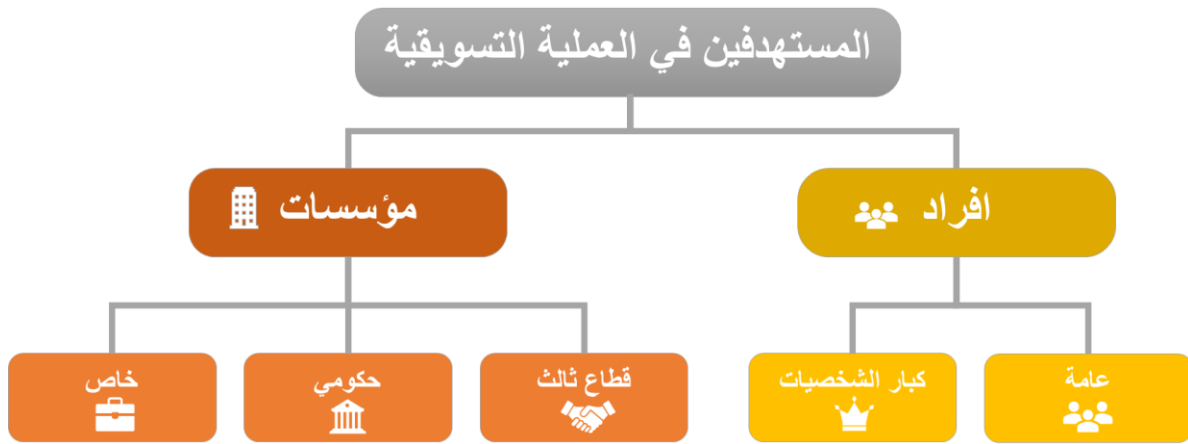 المستهدفين في العملية التسويقية
افراد
مؤسسات
عامة
كبار الشخصيات
قطاع ثالث
حكومي
خاص